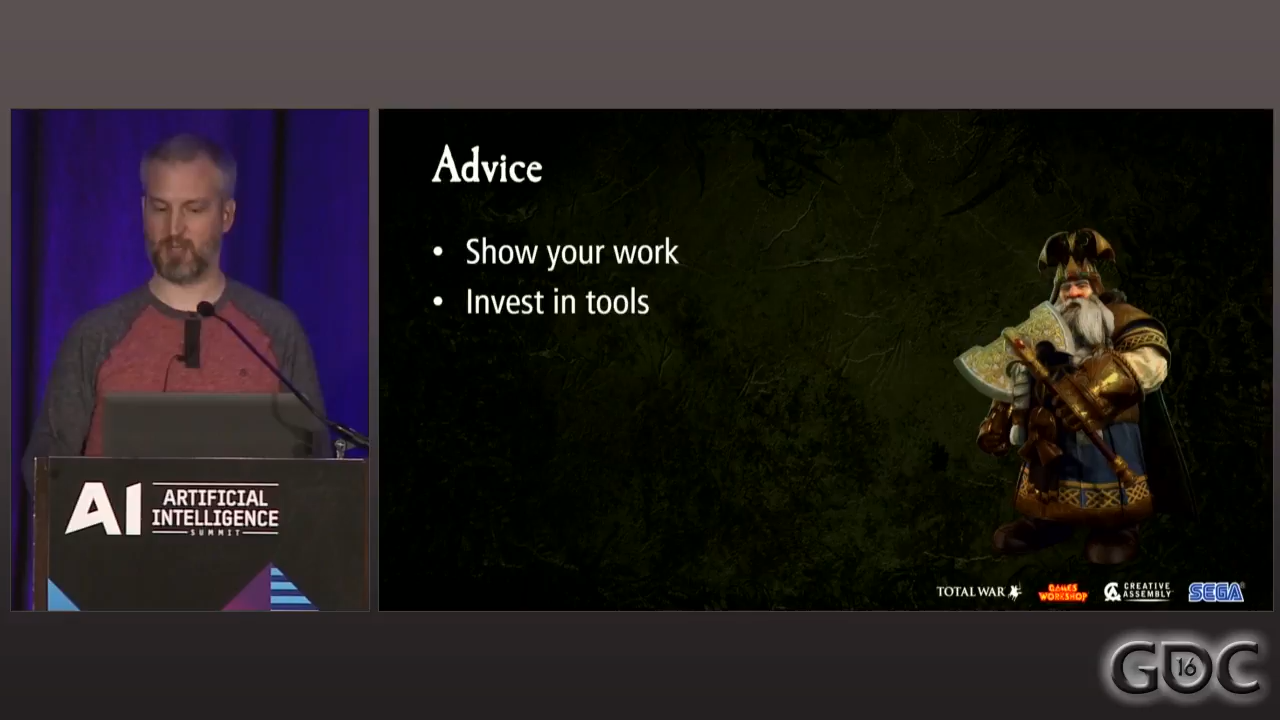 Advice
• Show your work
• Invest in tools
AI ARTIFICIAL
INTELLIGENCE
SUMMIT
TOTAL WAR
GAMES
WORKSHOP
CREATIVE
ASSEMBLY
SEGA
GDC
16